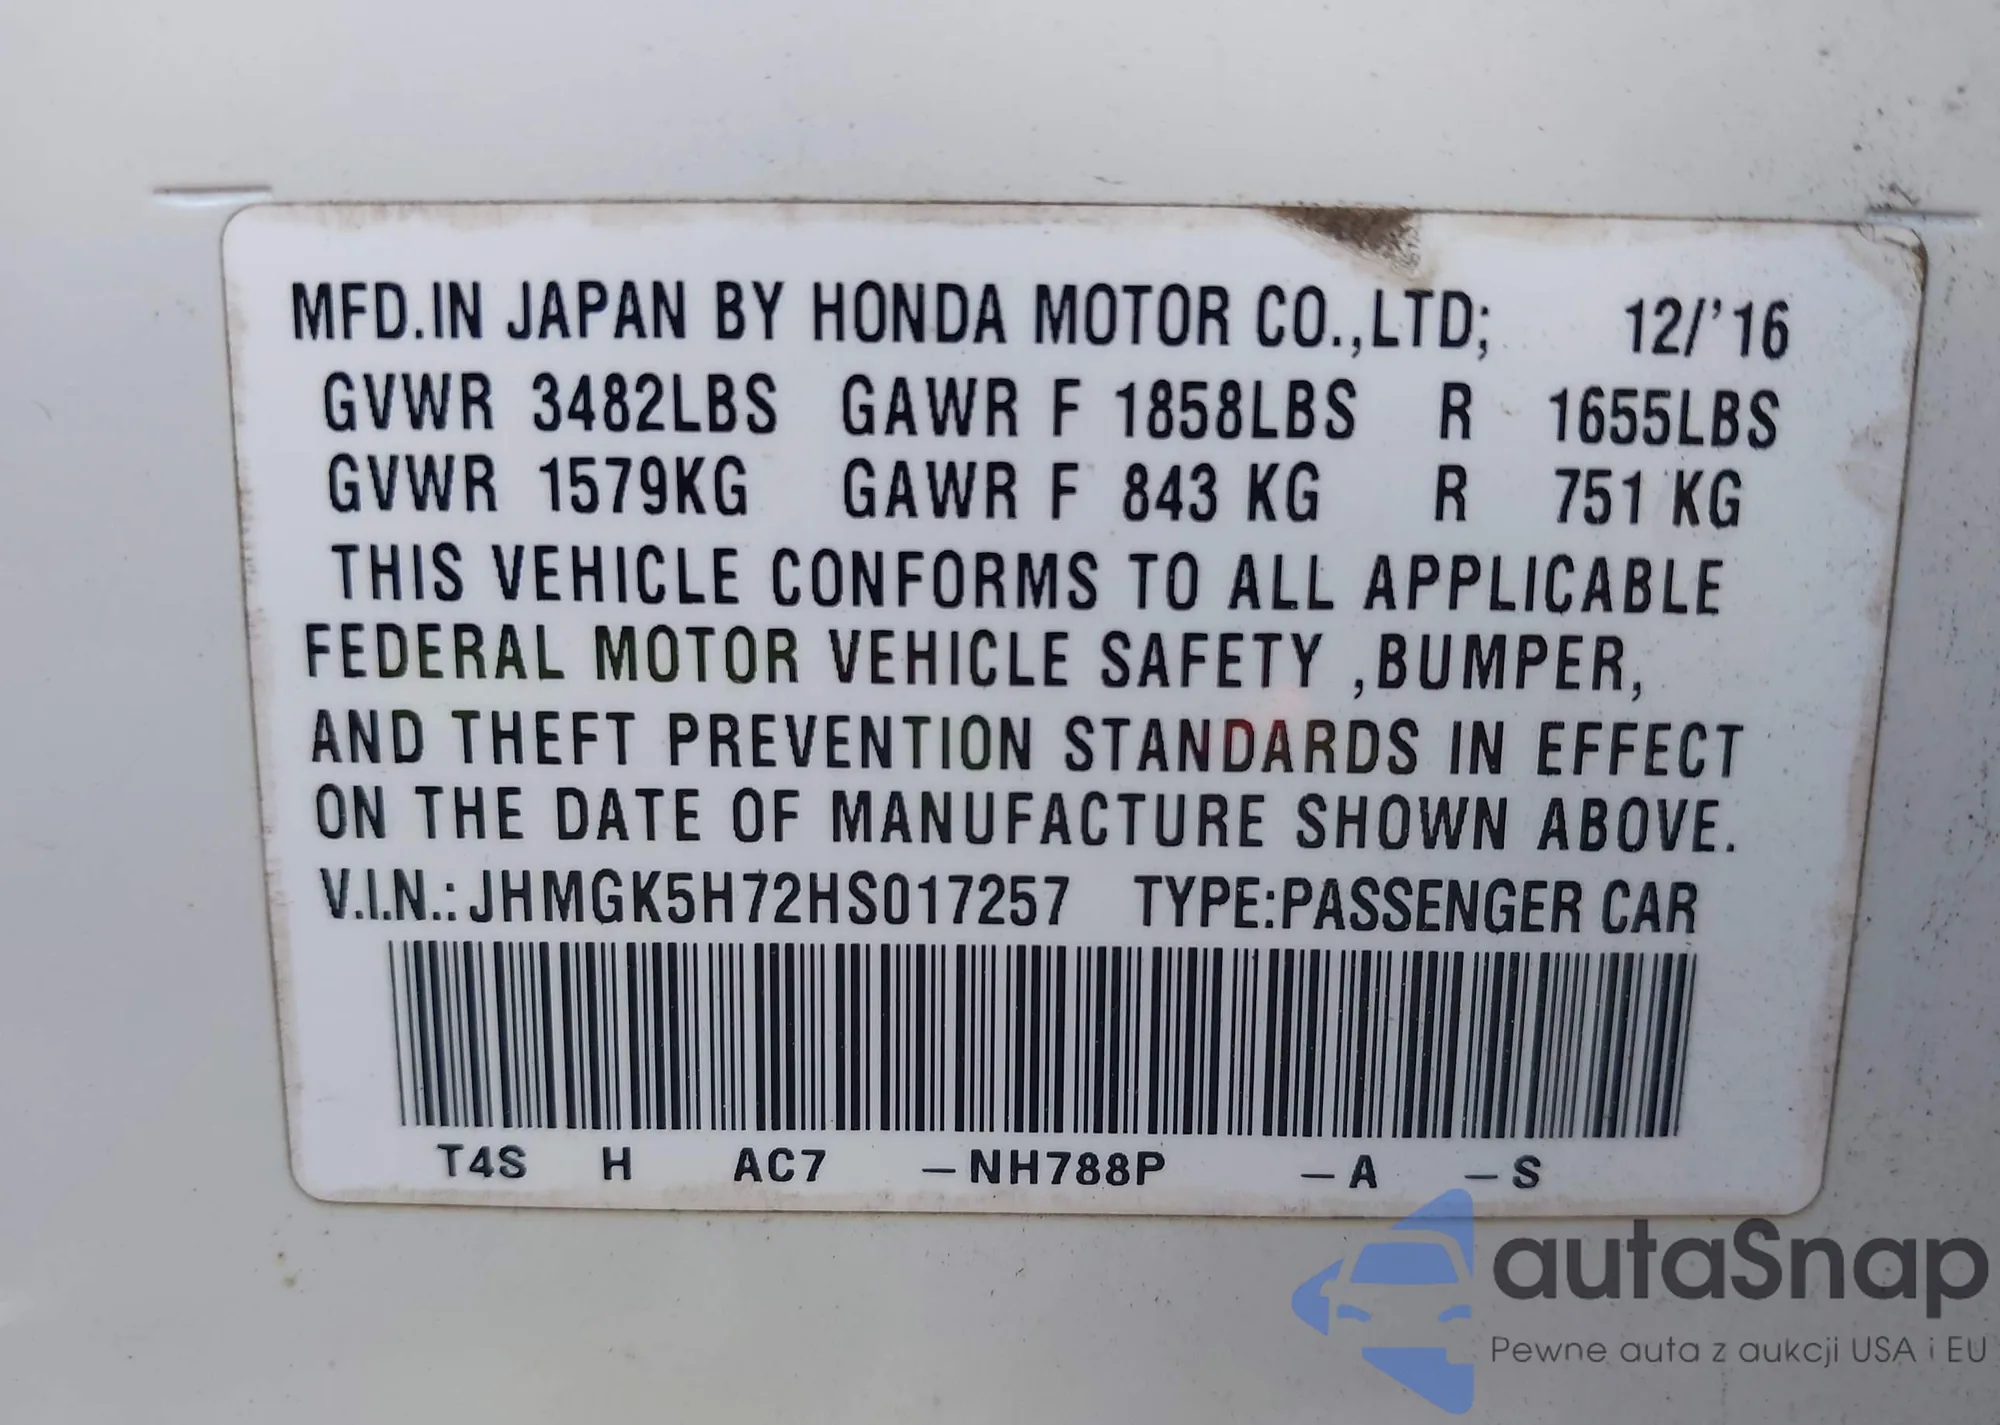 MFD.IN JAPAN BY HONDA MOTOR CO.,LTD; 12/'16
GVWR 3482LBS GAWR F 1858LBS R 1655LBS
GVWR 1579KG GAWR F 843 KG R 751 KG
THIS VEHICLE CONFORMS TO ALL APPLICABLE
FEDERAL MOTOR VEHICLE SAFETY ,BUMPER,
AND THEFT PREVENTION STANDARDS IN EFFECT
ON THE DATE OF MANUFACTURE SHOWN ABOVE.
V.I.N.: JHMGK5H72HS017257 TYPE:PASSENGER CAR
T4S H AC7 –NH788P –A –S
autaSnap
Pewne auta z aukcji USA i EU